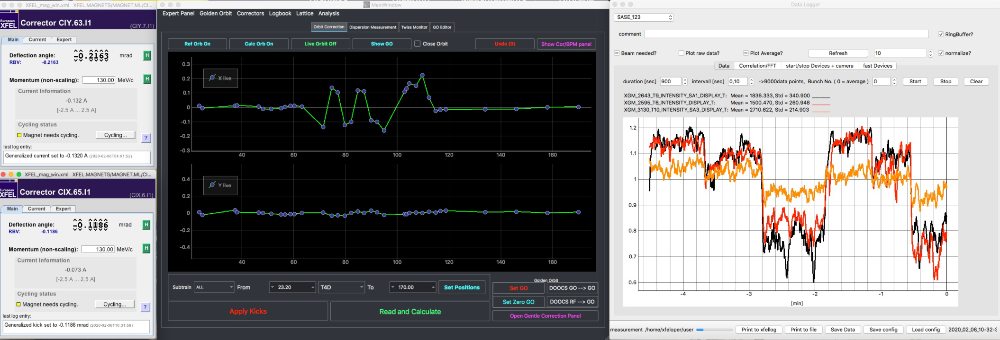 XFEL_mag_win.xml XFEL.MAGNETS/MAGNET.ML/CI...
European
XFEL
Corrector CIY.63.I1
(CIY.7.I1)
Main Current Expert
Deflection angle: -0.2163 mrad H
RBV: -0.2163
Momentum (non-scaling): 130.00 MeV/c H
Current Information
-0.132 A
[-2.5 A ... 2.5 A]
Cycling status
Magnet needs cycling. Cycling... ?
last log entry:
Generalized current set to -0.1320 A (2020-02-06T04:01:52)
XFEL_mag_win.xml XFEL.MAGNETS/MAGNET.ML/CI...
European
XFEL
Corrector CIX.65.I1
(CIX.6.I1)
Main Current Expert
Deflection angle: -0.1186 mrad H
RBV: -0.1186
Momentum (non-scaling): 130.00 MeV/c H
Current Information
-0.073 A
[-2.5 A ... 2.5 A]
Cycling status
Magnet needs cycling. Cycling... ?
last log entry:
Generalized kick set to -0.1186 mrad (2020-02-06T10:31:58)
MainWindow
Expert Panel Golden Orbit Correctors Logbook Lattice Analysis
Orbit Correction Dispersion Measurement Twiss Monitor GO Editor
Ref Orb On Calc Orb On Live Orbit Off Show GO Close Orbit Undo (0) Show Cor/BPM panel
X live
0.3
0.2
0.1
0
-0.1
-0.2
-0.3
40 60 80 100 120 140 160
Y live
0.4
0.2
0
-0.2
-0.4
40 60 80 100 120 140 160
Subtrain ALL From 23.20 T4D To 170.00 Set Positions
Apply Kicks Read and Calculate
Golden Orbit
Set GO DOOCS GO --> GO
Set Zero GO DOOCS RF --> GO
Open Gentle Correction Panel
Data Logger
SASE_123
comment RingBuffer?
Beam needed? Plot raw data? Plot Average? Refresh 10 normalize?
Data Correlation/FFT start/stop Devices + camera fast Devices
duration [sec] 900 intervall [sec] 0,10 ->9000data points, Bunch No. ( 0 = average ) 0 Start Stop Clear
XGM_2643_T9_INTENSITY_SA1_DISPLAY_T: Mean = 1836.333, Std = 340.900
XGM_2595_T6_INTENSITY_DISPLAY_T: Mean = 1500.470, Std = 260.948
XGM_3130_T10_INTENSITY_SA3_DISPLAY_T: Mean = 2710.622, Std = 214.903
1.2
1.1
1
0.9
0.8
0.7
0.6
-4 -3 -2 -1 0
[min]
measurement /home/xfeloper/user Print to xfellog Print to file Save Data Save config Load config 2020_02_06_10-32-